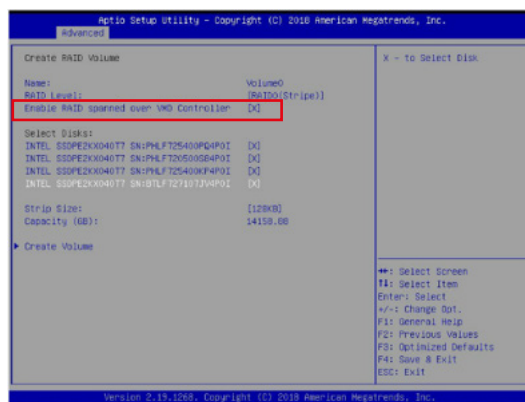 Aptio Setup Utility - Copyright (C) 2018 American Megatrends, Inc.
Advanced
Create RAID Volume
X - to Select Disk
Name: Volume0
RAID Level: [RAID0(Stripe)]
Enable RAID spanned over VMD Controller [X]
Select Disks:
INTEL SSDPE2KX040T7 SN:PHLF725400PQ4P0I [X]
INTEL SSDPE2KX040T7 SN:PHLF720500S84P0I [X]
INTEL SSDPE2KX040T7 SN:PHLF725400KP4P0I [X]
INTEL SSDPE2KX040T7 SN:BTLF727107JV4P0I [X]
Strip Size: [128KB]
Capacity (GB): 14158.08
Create Volume
: Select Screen
: Select Item
Enter: Select
+/-: Change Opt.
F1: General Help
F2: Previous Values
F3: Optimized Defaults
F4: Save & Exit
ESC: Exit
Version 2.19.1268. Copyright (C) 2018 American Megatrends, Inc.